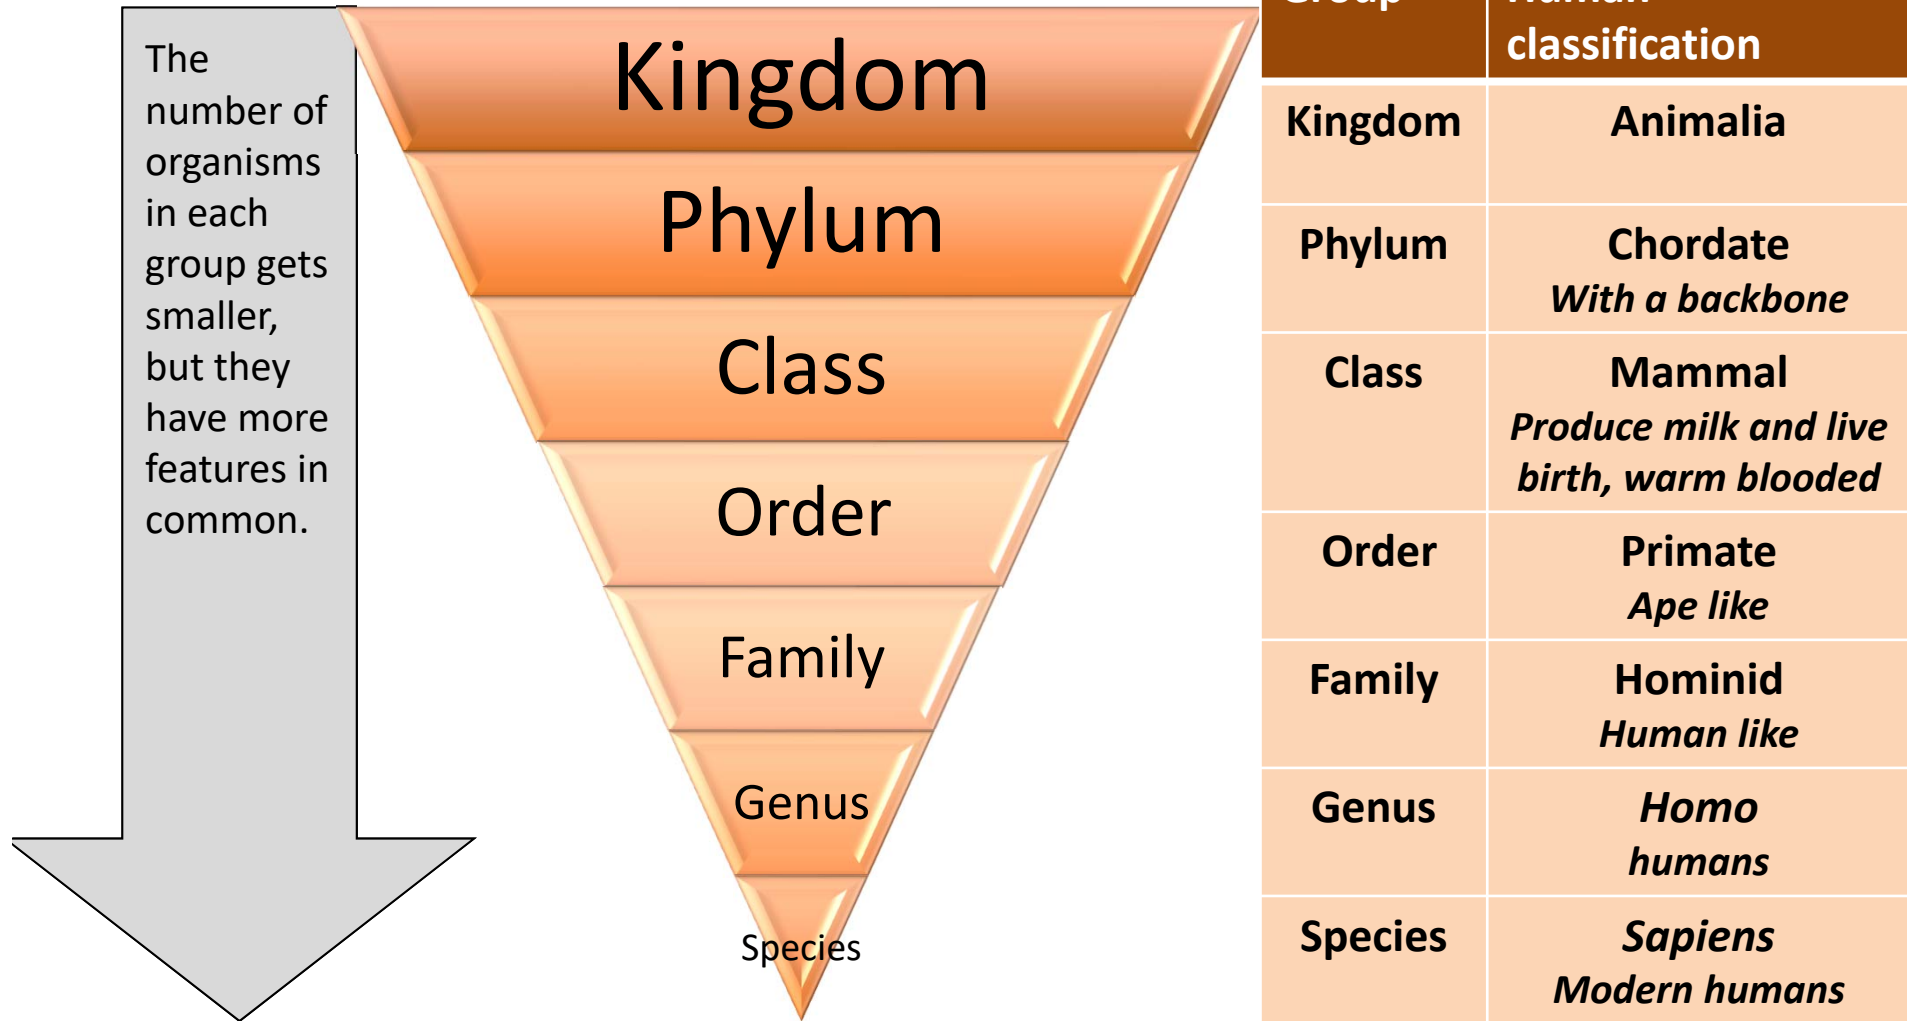 The
number of
organisms
in each
group gets
smaller,
but they
have more
features in
common.
Kingdom
Phylum
Class
Order
Family
Genus
Species
Group
Human
classification
Kingdom
Animalia
Phylum
Chordate
With a backbone
Class
Mammal
Produce milk and live
birth, warm blooded
Order
Primate
Ape like
Family
Hominid
Human like
Genus
Homo
humans
Species
Sapiens
Modern humans